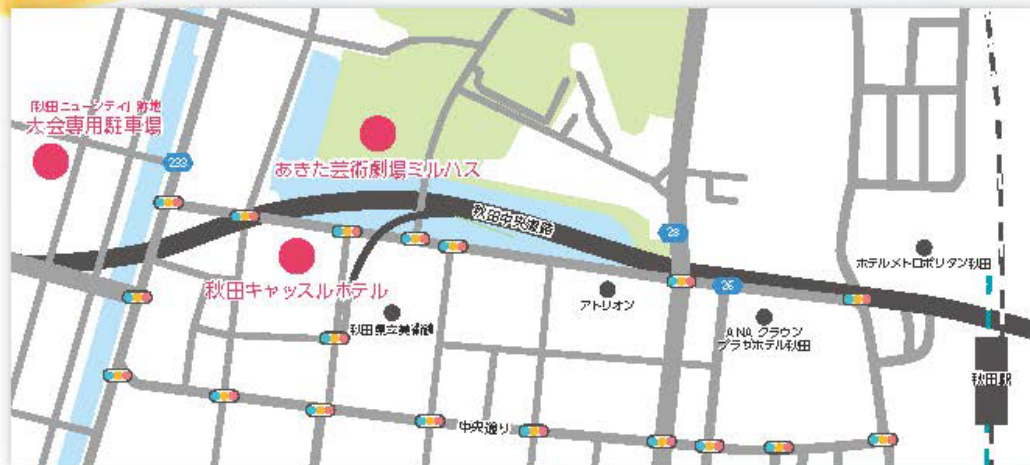 「秋田ニューシティ」跡地
大会専用駐車場
233
あきた芸術劇場ミルハス
秋田中央道路
28
26
ホテルメトロポリタン秋田
秋田キャッスルホテル
秋田県立美術館
アトリオン
ANA クラウン
プラザホテル秋田
秋田駅
中央通り